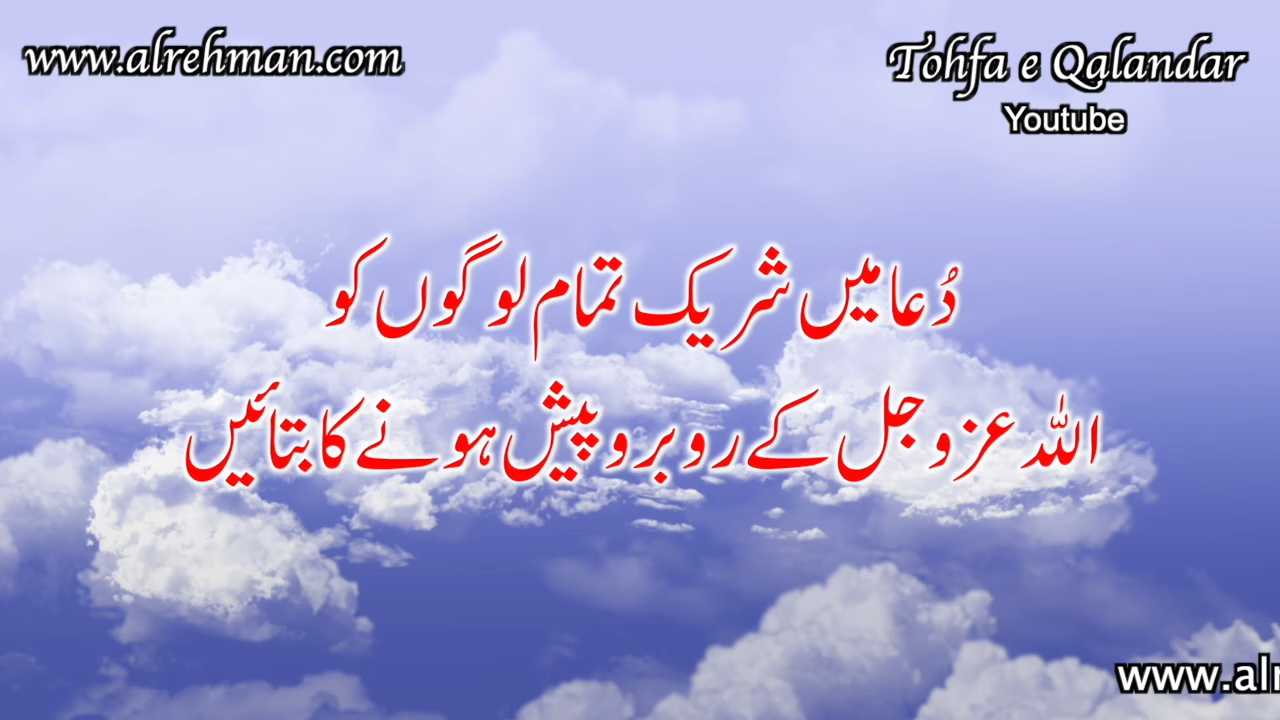 www.alrehman.com
Tohfa e Qalandar
Youtube
دُعا میں شریک تمام لوگوں کو
اللہ عزوجل کے روبرو پیش ہونے کا بتائیں
www.alr